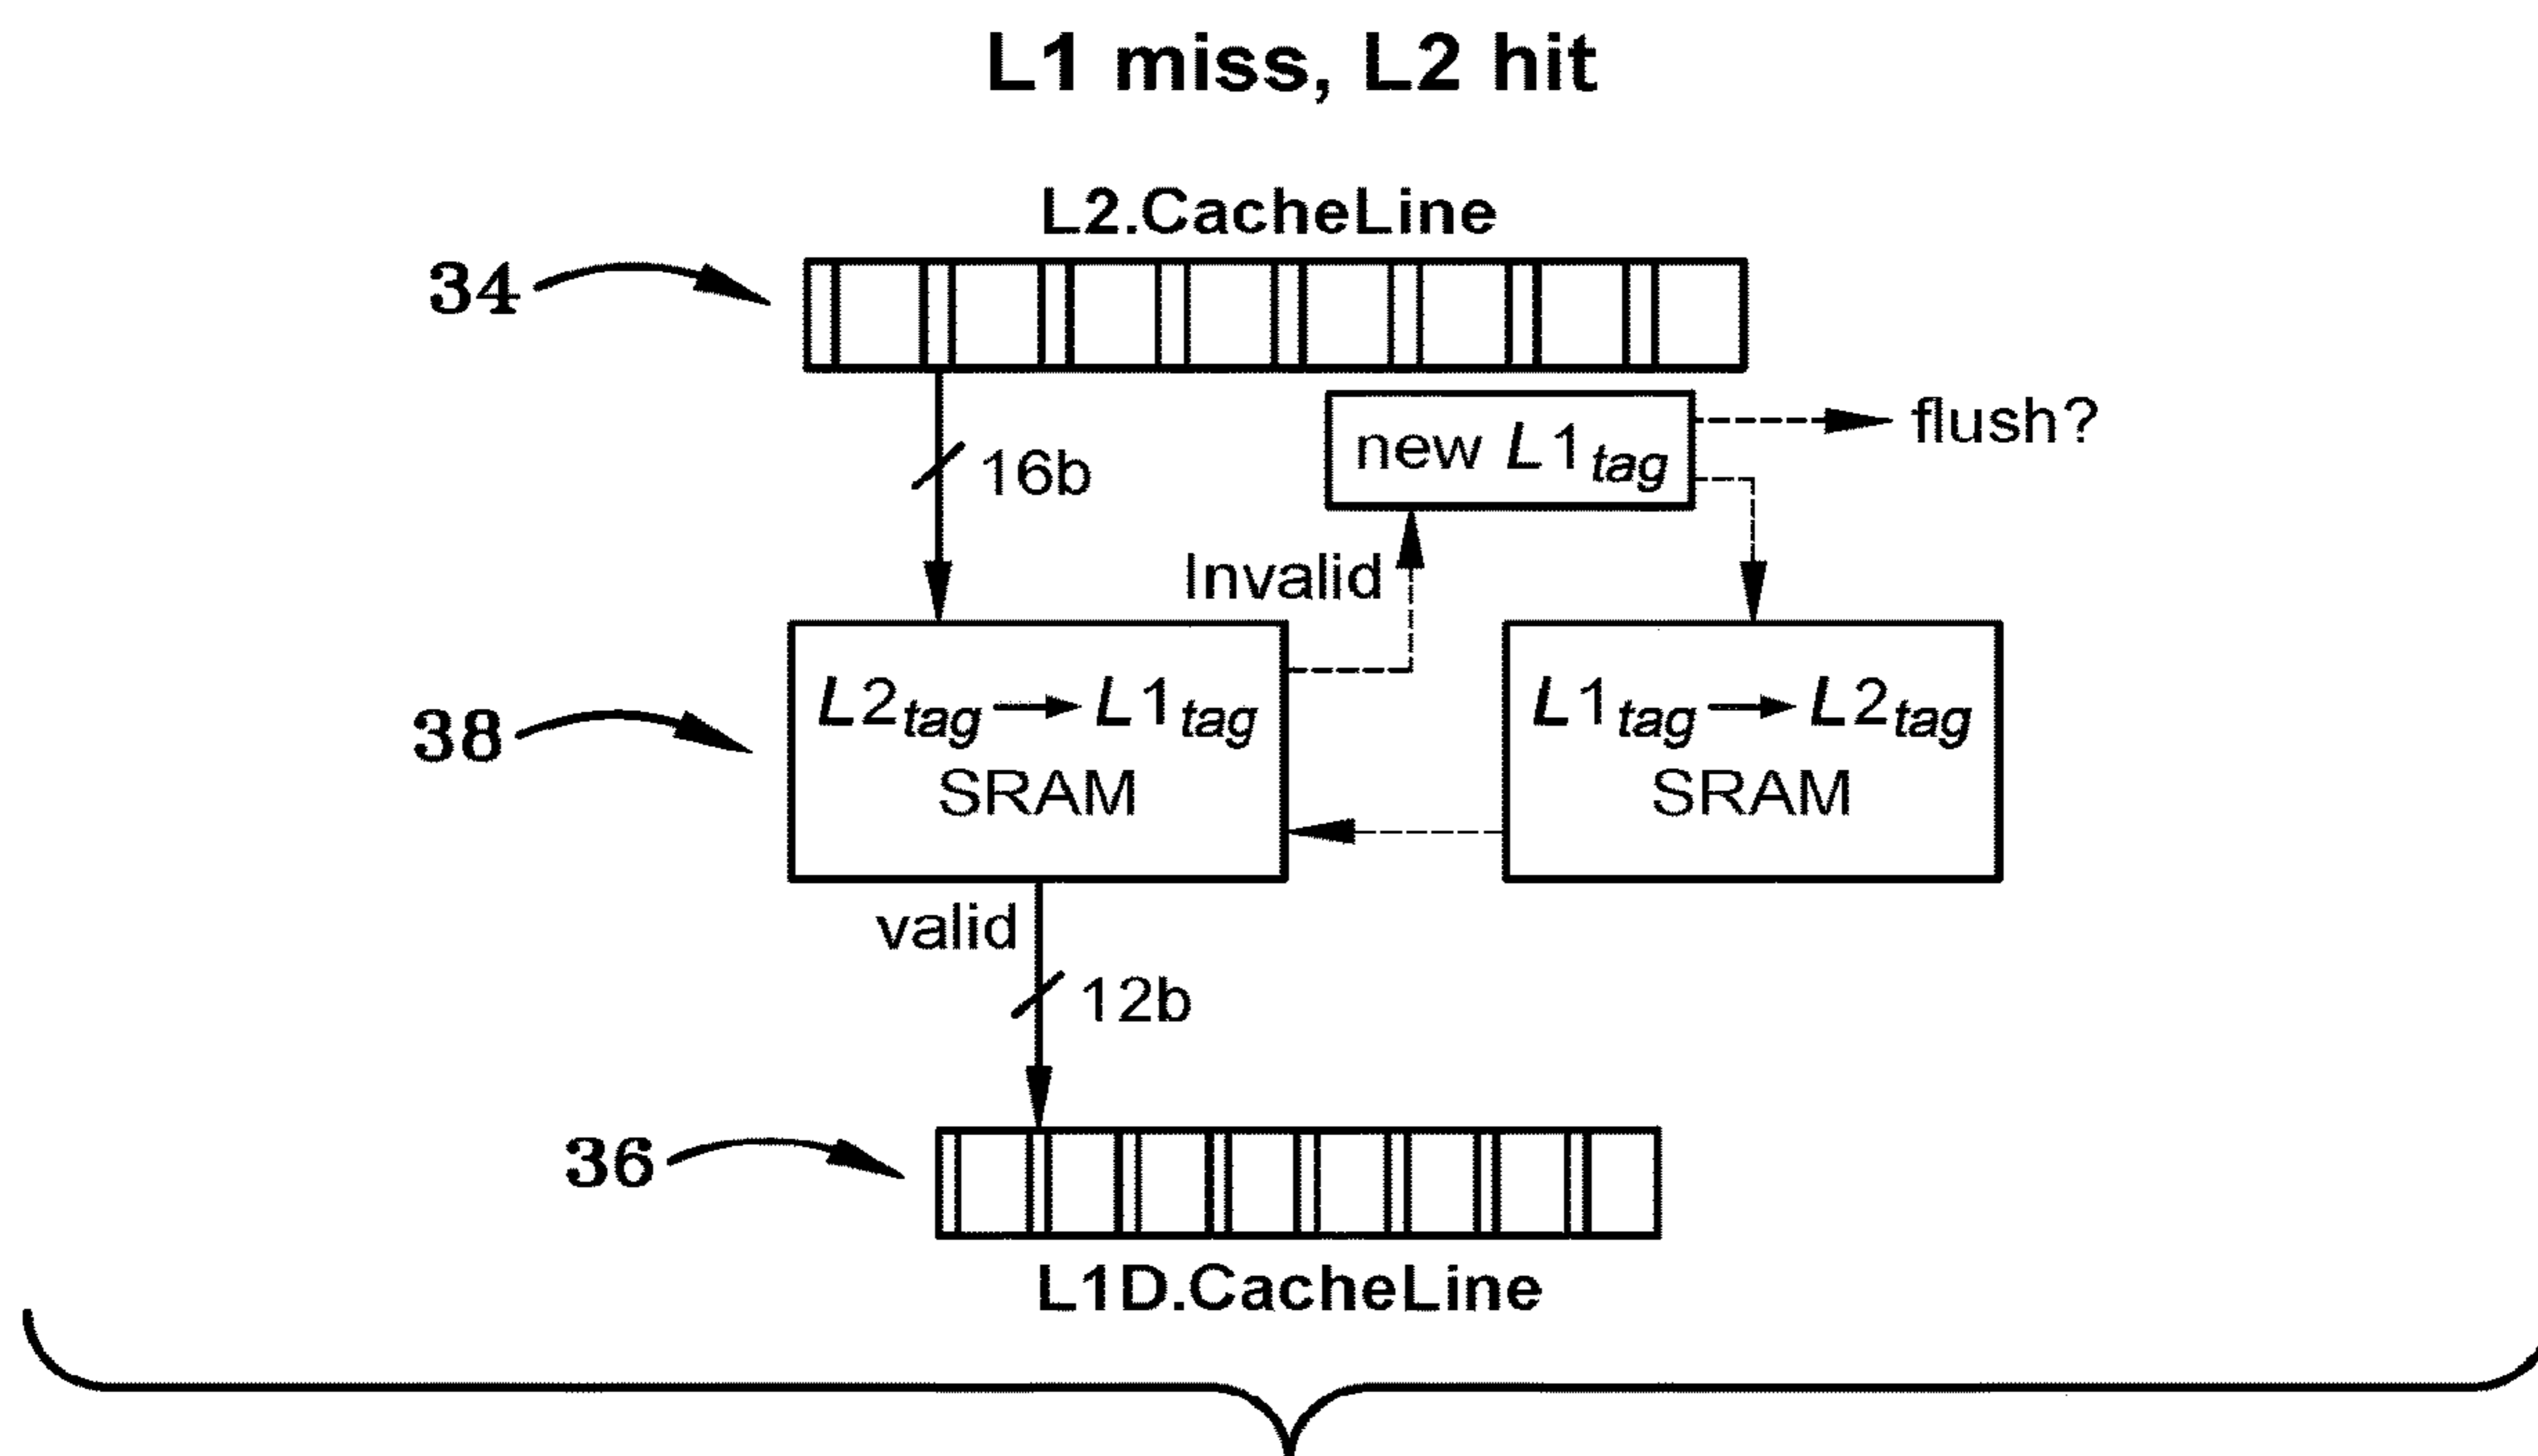 L1 miss, L2 hit
L2.CacheLine
34
flush?
new L1tag
16b
Invalid
38
L2tag → L1tag
SRAM
L1tag → L2tag
SRAM
valid
12b
36
L1D.CacheLine